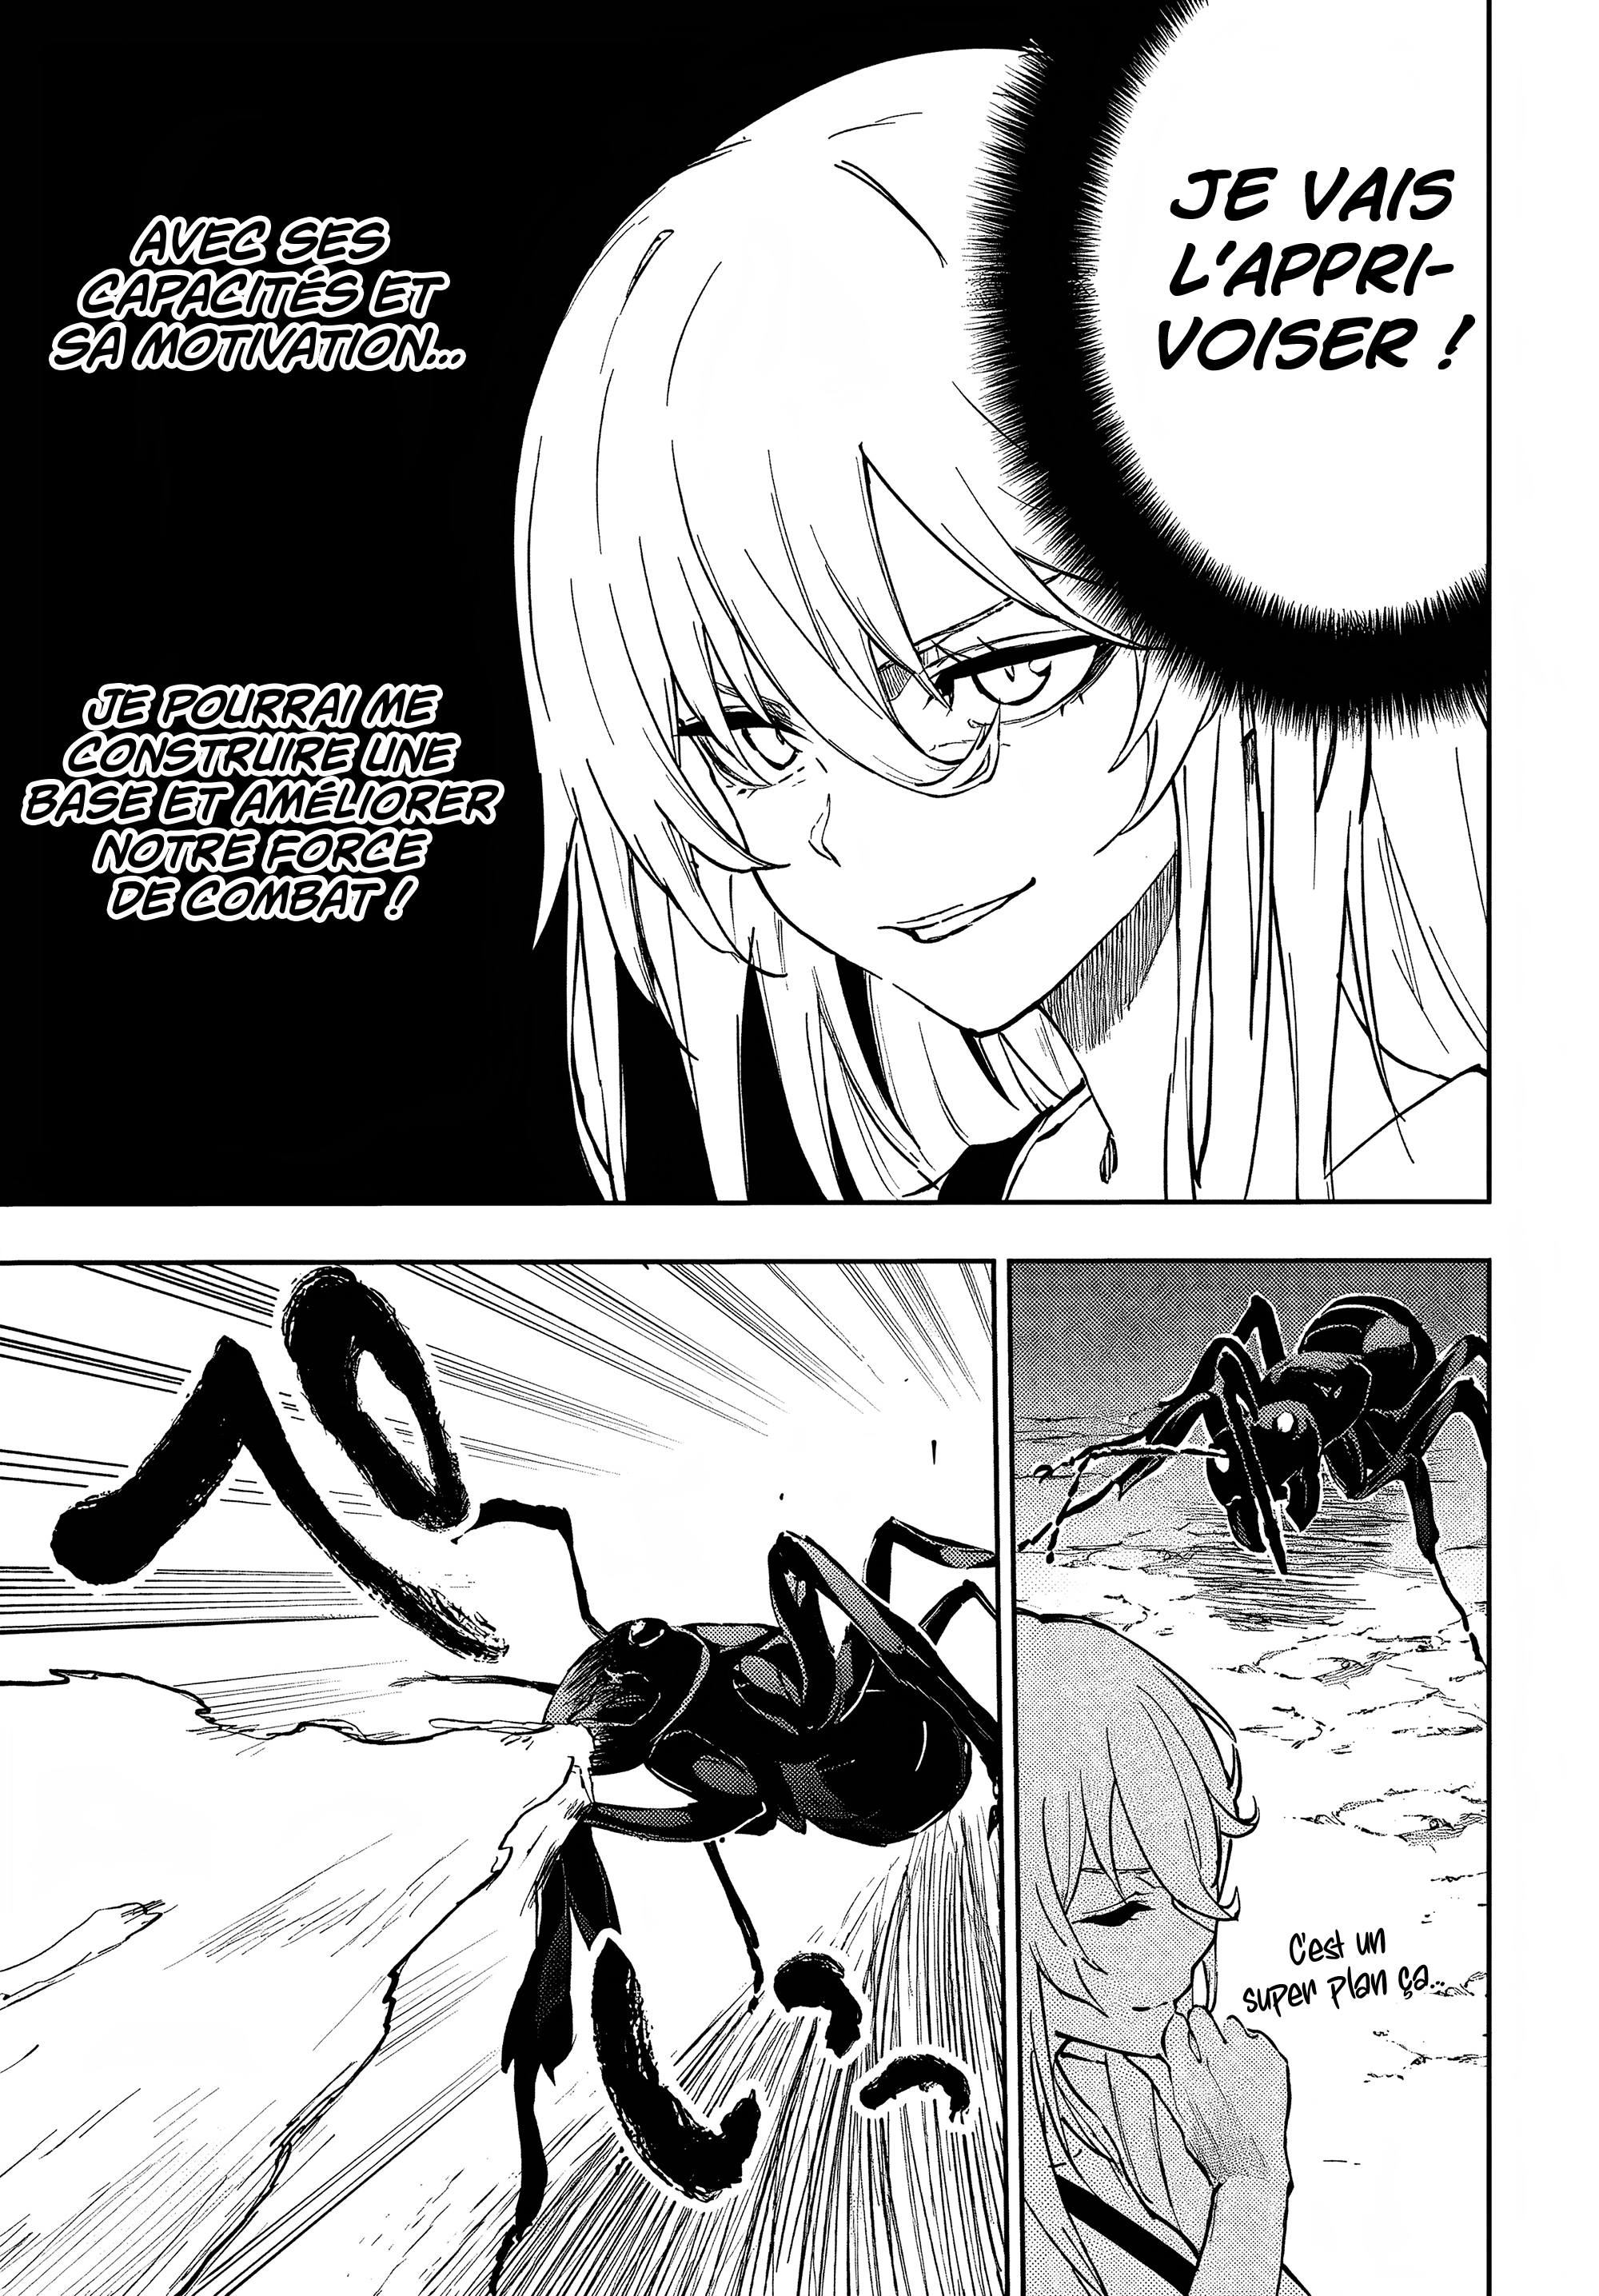 JE VAIS
L'APPRI-
VOISER !
AVEC SES
CAPACITÉS ET
SA MOTIVATION...
JE POURRAI ME
CONSTRUIRE UNE
BASE ET AMÉLIORER
NOTRE FORCE
DE COMBAT !
C'est un
super plan ça...